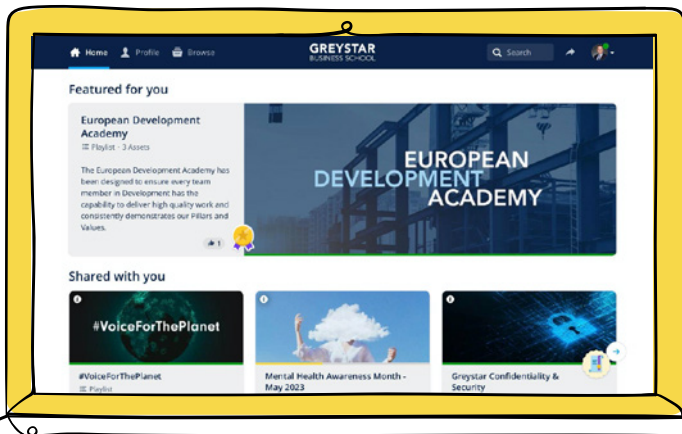 Home Profile Browse
GREYSTAR
BUSINESS SCHOOL
Search
Featured for you
European Development
Academy
Playlist - 3 Assets
The European Development Academy has
been designed to ensure every team
member in Development has the
capability to deliver high quality work and
consistently demonstrates our Pillars and
Values.
1
EUROPEAN
DEVELOPMENT
ACADEMY
Shared with you
#VoiceForThePlanet
#VoiceForThePlanet
Playlist
Mental Health Awareness Month -
May 2023
Greystar Confidentiality &
Security